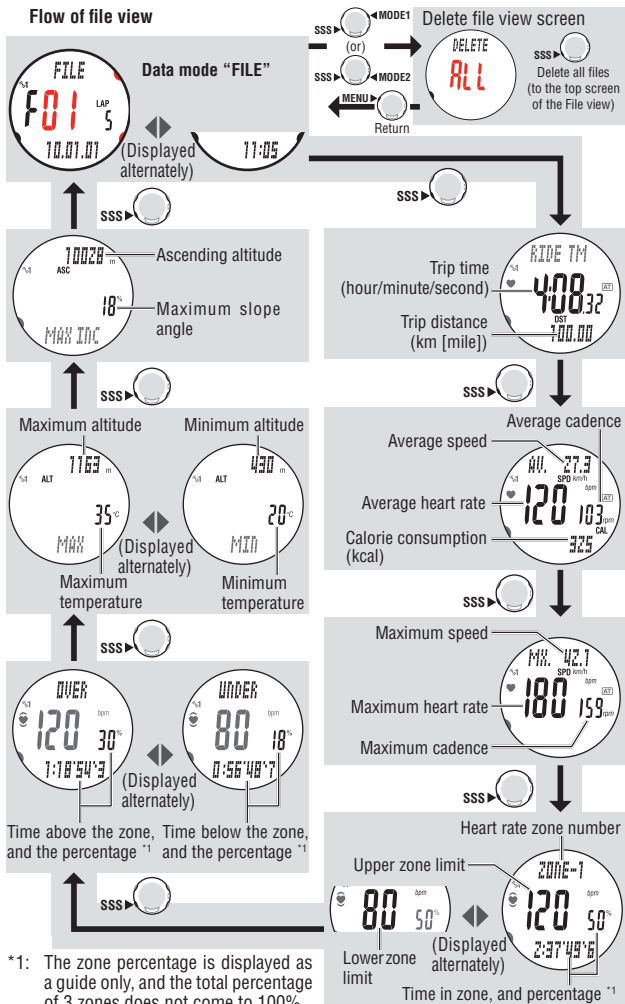 Flow of file view
Data mode "FILE"
FILE
F01 LAP 5
10.01.01
(Displayed
alternately)
11:05
SSS MODE1
(or)
SSS MODE2
MENU
Return
Delete file view screen
DELETE
ALL
SSS
Delete all files
(to the top screen
of the File view)
SSS
RIDE TM
4:08.32
AT
DST
100.00
Trip time
(hour/minute/second)
Trip distance
(km [mile])
SSS
Average cadence
Average speed
Average heart rate
Calorie consumption
(kcal)
AV. 27.3
SPD km/h
bpm
AT
120 103 rpm
CAL
325
SSS
Maximum speed
Maximum heart rate
Maximum cadence
MX. 42.1
SPD km/h
bpm
AT
180 159 rpm
SSS
Heart rate zone number
Upper zone limit
ZONE-1
bpm
120 50%
2:37'49"6
Time in zone, and percentage *1
(Displayed
alternately)
bpm
80 50%
Lower zone
limit
SSS
OVER
bpm
120 30%
1:18'54"3
Time above the zone,
and the percentage *1
(Displayed
alternately)
UNDER
bpm
80 18%
0:56'48"7
Time below the zone,
and the percentage *1
SSS
Maximum altitude
1163 m
ALT
35°C
MAX
Maximum
temperature
(Displayed
alternately)
Minimum altitude
430 m
ALT
20°C
MIN
Minimum
temperature
SSS
10028 m
ASC
18%
MAX INC
Ascending altitude
Maximum slope
angle
SSS
*1: The zone percentage is displayed as
a guide only, and the total percentage
of 3 zones does not come to 100%